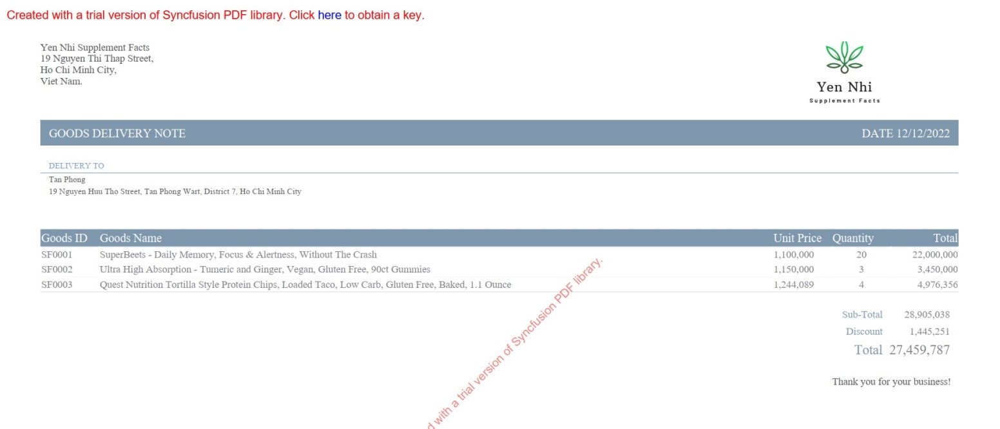 Created with a trial version of Syncfusion PDF library. Click here to obtain a key.
Yen Nhi Supplement Facts
19 Nguyen Thi Thap Street,
Ho Chi Minh City,
Viet Nam.
Yen Nhi
Supplement Facts
GOODS DELIVERY NOTE DATE 12/12/2022
DELIVERY TO
Tan Phong
19 Nguyen Huu Tho Street, Tan Phong Wart, District 7, Ho Chi Minh City
Goods ID Goods Name Unit Price Quantity Total
SF0001 SuperBeets - Daily Memory, Focus & Alertness, Without The Crash 1,100,000 20 22,000,000
SF0002 Ultra High Absorption - Tumeric and Ginger, Vegan, Gluten Free, 90ct Gummies 1,150,000 3 3,450,000
SF0003 Quest Nutrition Tortilla Style Protein Chips, Loaded Taco, Low Carb, Gluten Free, Baked, 1.1 Ounce 1,244,089 4 4,976,356
Sub-Total 28,905,038
Discount 1,445,251
Total 27,459,787
Thank you for your business!
d with a trial version of Syncfusion PDF library.